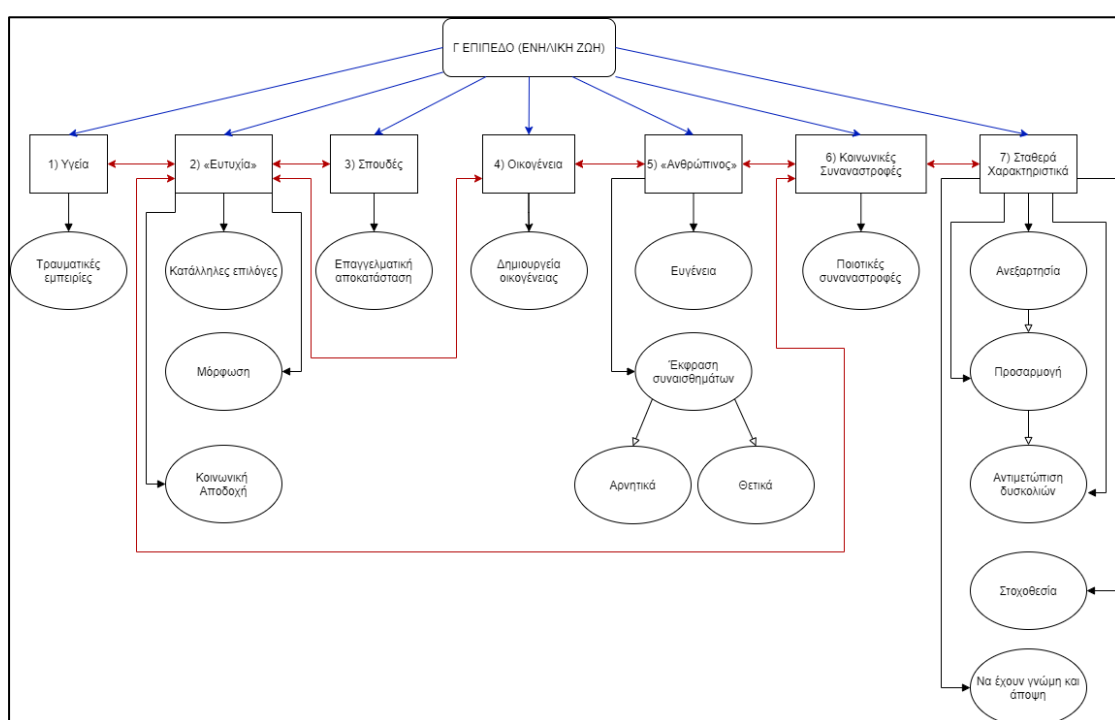 Γ ΕΠΙΠΕΔΟ (ΕΝΗΛΙΚΗ ΖΩΗ)
1) Υγεία
2) «Ευτυχία»
3) Σπουδές
4) Οικογένεια
5) «Ανθρώπινος»
6) Κοινωνικές
Συναναστροφές
7) Σταθερά
Χαρακτηριστικά
Τραυματικές
εμπειρίες
Κατάλληλες επιλόγες
Επαγγελματική
αποκατάσταση
Δημιουργεία
οικογένειας
Ευγένεια
Ποιοτικές
συναναστροφές
Ανεξαρτησία
Μόρφωση
Έκφραση
συναισθημάτων
Προσαρμογή
Κοινωνική
Αποδοχή
Αρνητικά
Θετικά
Αντιμετώπιση
δυσκολιών
Στοχοθεσία
Να έχουν γνώμη και
άποψη